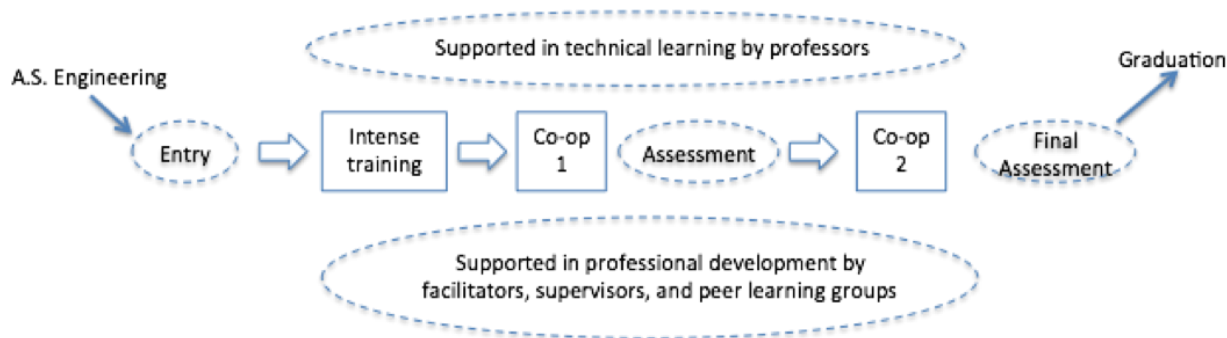 Supported in technical learning by professors
Graduation
A.S. Engineering
Entry
Intense
training
Co-op
1
Assessment
Co-op
2
Final
Assessment
Supported in professional development by
facilitators, supervisors, and peer learning groups